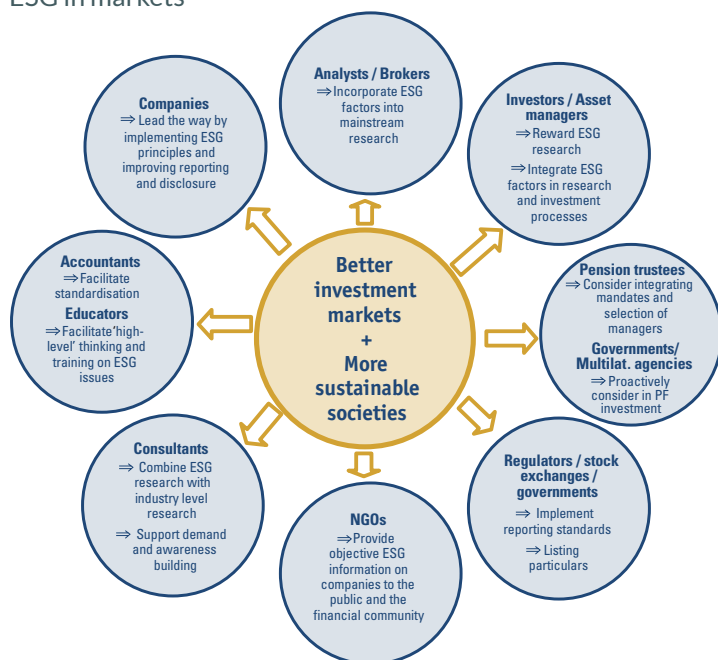 ESG in markets
Analysts / Brokers
⇒ Incorporate ESG
factors into
mainstream
research
Investors / Asset
managers
⇒ Reward ESG
research
⇒ Integrate ESG
factors in research
and investment
processes
Pension trustees
⇒ Consider integrating
mandates and
selection of
managers
Governments/
Multilat. agencies
⇒ Proactively
consider in PF
investment
Regulators / stock
exchanges /
governments
⇒ Implement
reporting standards
⇒ Listing
particulars
NGOs
⇒Provide
objective ESG
information on
companies to the
public and the
financial community
Consultants
⇒ Combine ESG
research with
industry level
research
⇒ Support demand
and awareness
building
Accountants
⇒ Facilitate
standardisation
Educators
⇒ Facilitate‘high-
level’ thinking and
training on ESG
issues
Companies
⇒ Lead the way by
implementing ESG
principles and
improving reporting
and disclosure
Better
investment
markets
+
More
sustainable
societies